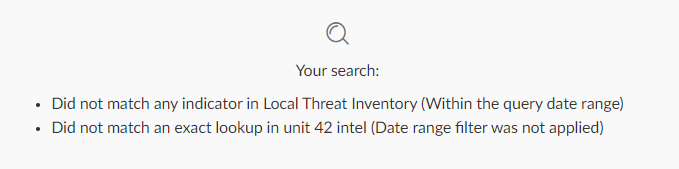 Your search:
• Did not match any indicator in Local Threat Inventory (Within the query date range)
• Did not match an exact lookup in unit 42 intel (Date range filter was not applied)